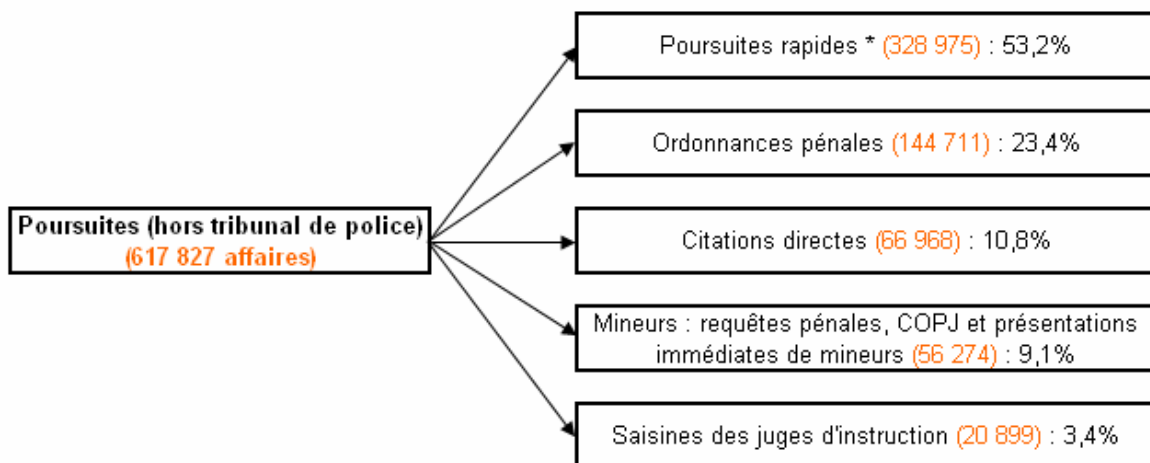 Poursuites rapides * (328 975) : 53,2%
Ordonnances pénales (144 711) : 23,4%
Poursuites (hors tribunal de police)
(617 827 affaires)
Citations directes (66 968) : 10,8%
Mineurs : requêtes pénales, COPJ et présentations
immédiates de mineurs (56 274) : 9,1%
Saisines des juges d'instruction (20 899) : 3,4%